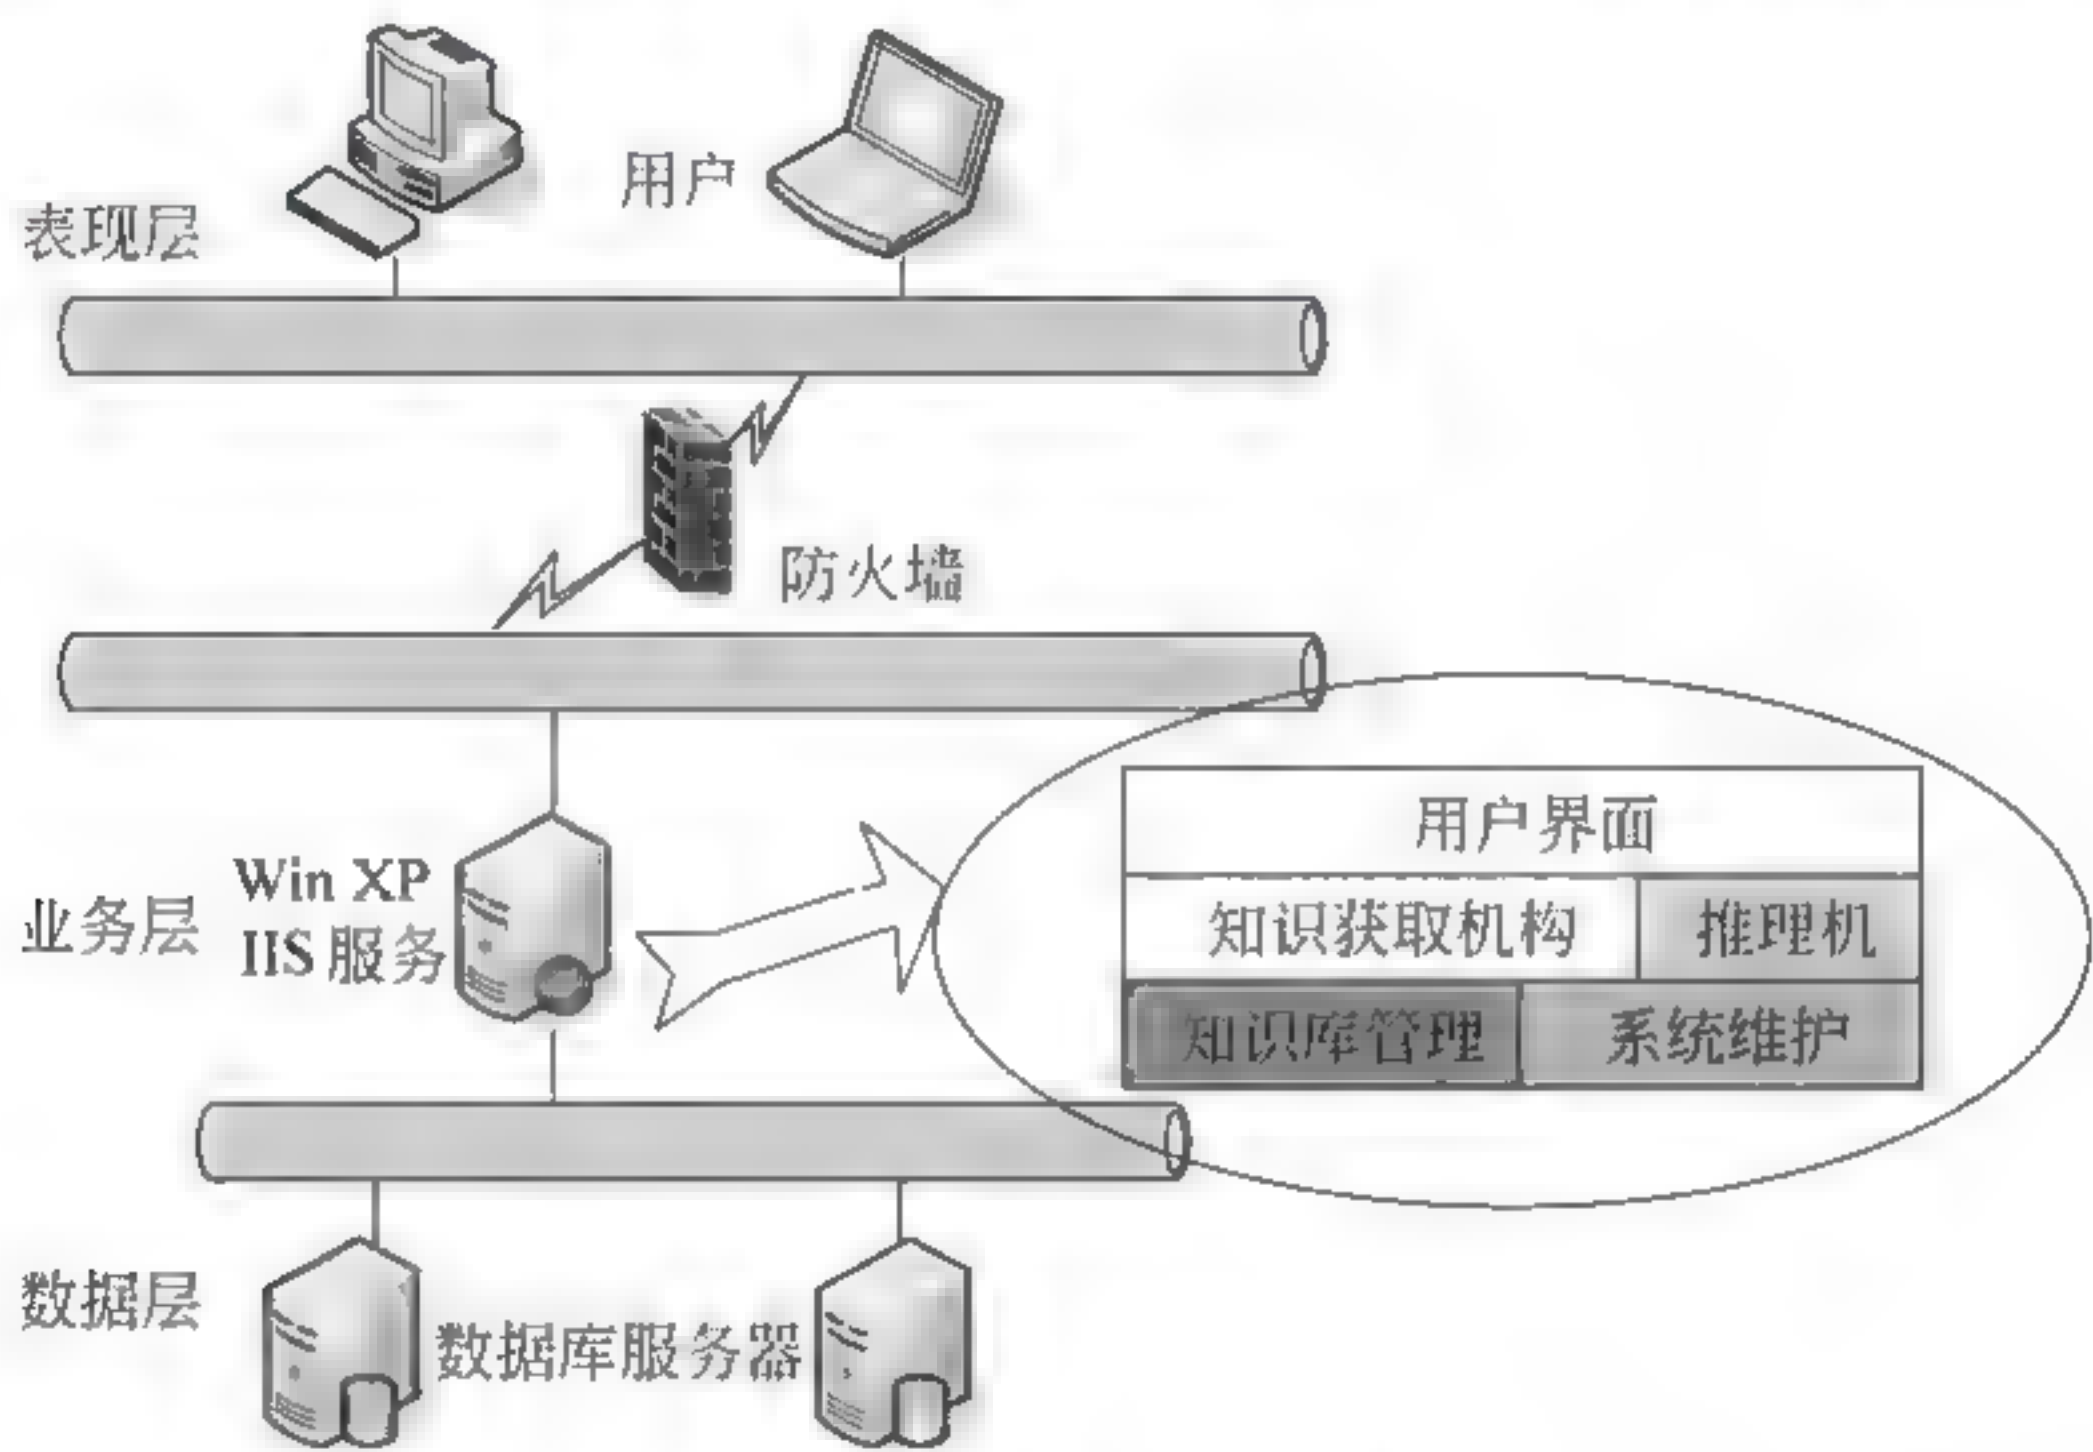 用户
表现层
防火墙
用户界面
Win XP
IIS 服务
业务层
知识获取机构
推理机
知识库管理
系统维护
数据层
数据库服务器